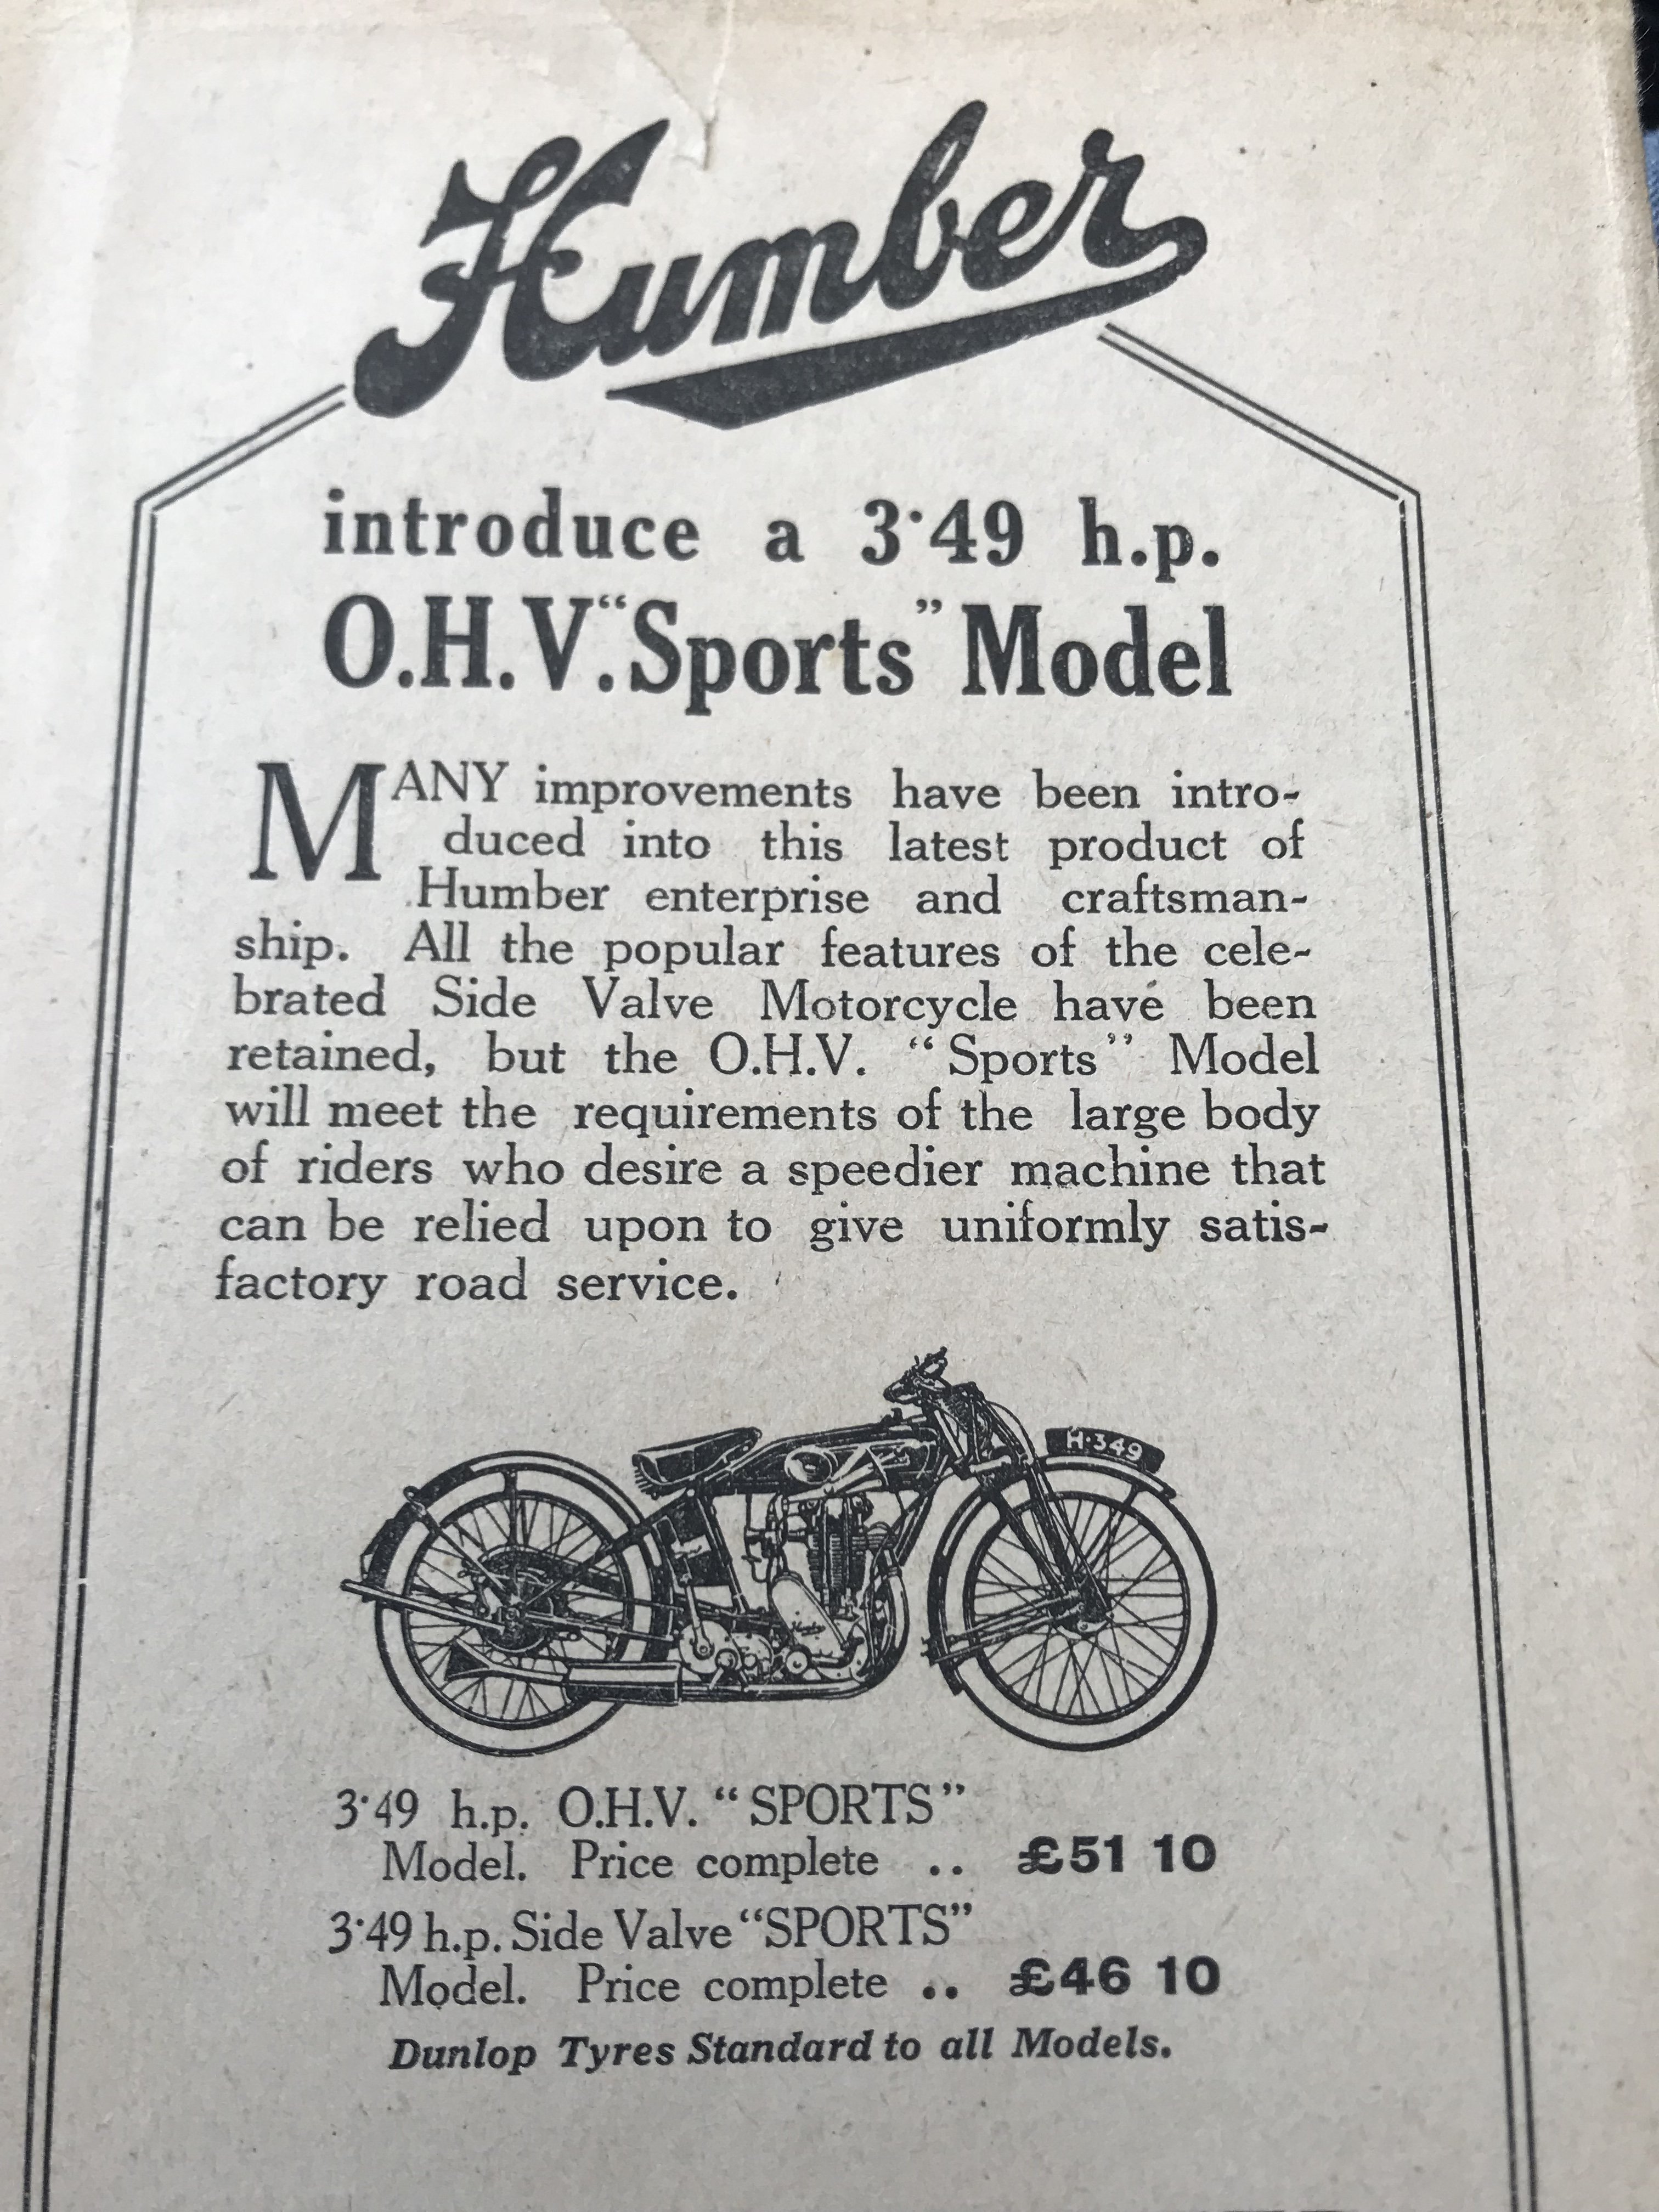 Humber
introduce a 3·49 h.p.
O.H.V. “Sports” Model
MANY improvements have been intro-
duced into this latest product of
Humber enterprise and craftsman-
ship. All the popular features of the cele-
brated Side Valve Motorcycle have been
retained, but the O.H.V. “Sports” Model
will meet the requirements of the large body
of riders who desire a speedier machine that
can be relied upon to give uniformly satis-
factory road service.
H·349
Humber
3·49 h.p. O.H.V. “SPORTS”
Model. Price complete .. £51 10
3·49 h.p. Side Valve “SPORTS”
Model. Price complete .. £46 10
Dunlop Tyres Standard to all Models.